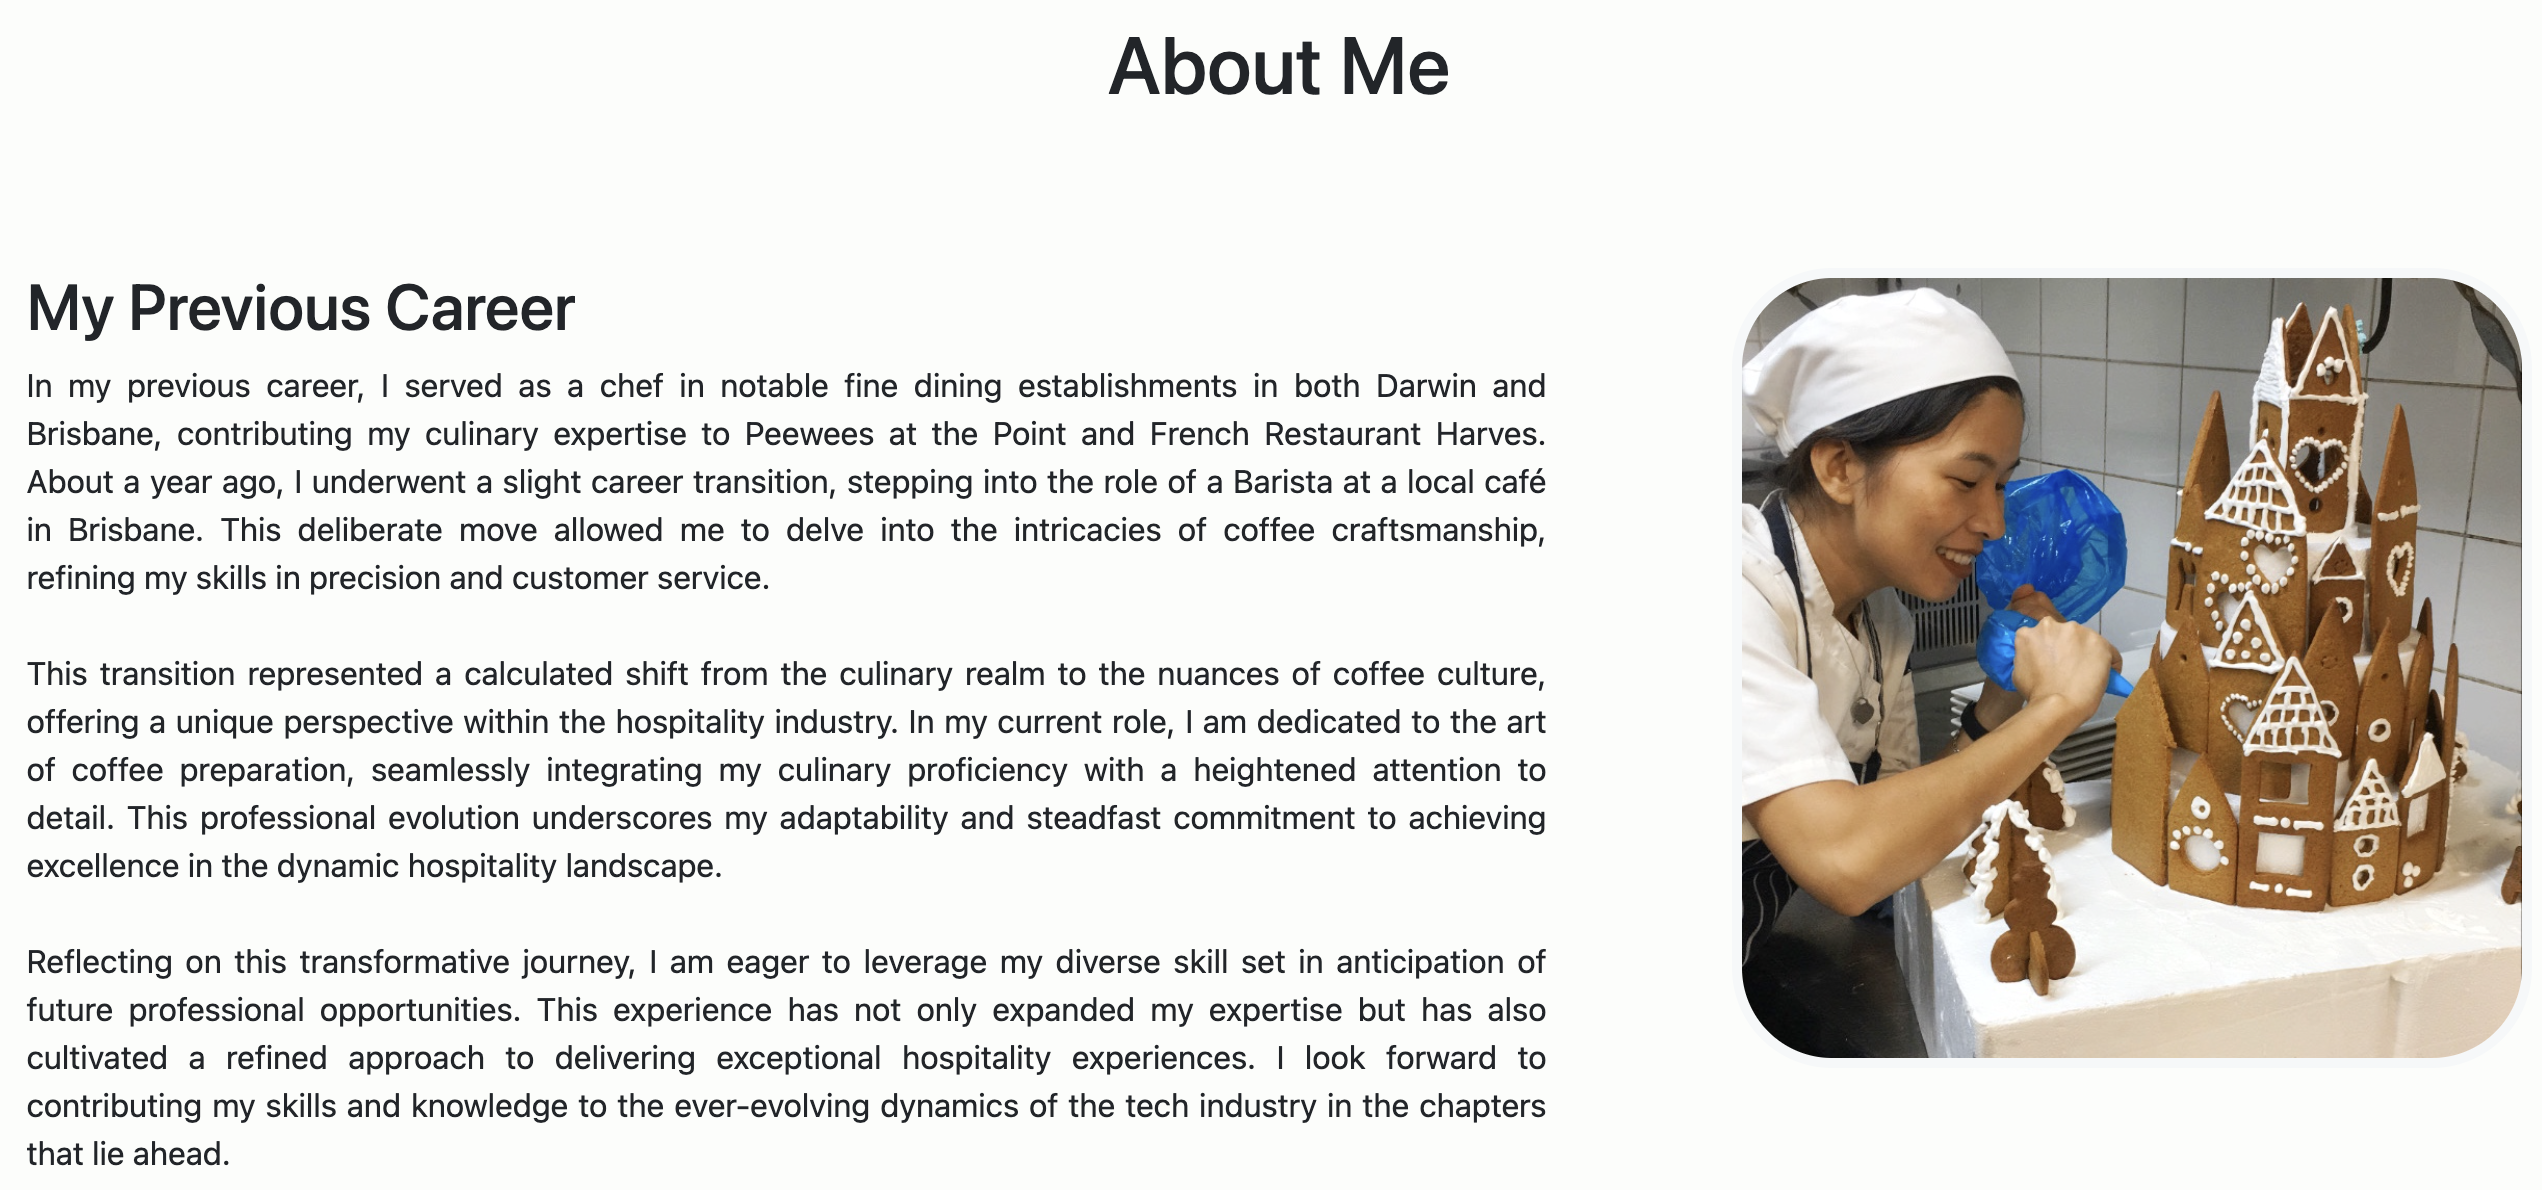 About Me
My Previous Career
In my previous career, I served as a chef in notable fine dining establishments in both Darwin and
Brisbane, contributing my culinary expertise to Peewees at the Point and French Restaurant Harves.
About a year ago, I underwent a slight career transition, stepping into the role of a Barista at a local café
in Brisbane. This deliberate move allowed me to delve into the intricacies of coffee craftsmanship,
refining my skills in precision and customer service.
This transition represented a calculated shift from the culinary realm to the nuances of coffee culture,
offering a unique perspective within the hospitality industry. In my current role, I am dedicated to the art
of coffee preparation, seamlessly integrating my culinary proficiency with a heightened attention to
detail. This professional evolution underscores my adaptability and steadfast commitment to achieving
excellence in the dynamic hospitality landscape.
Reflecting on this transformative journey, I am eager to leverage my diverse skill set in anticipation of
future professional opportunities. This experience has not only expanded my expertise but has also
cultivated a refined approach to delivering exceptional hospitality experiences. I look forward to
contributing my skills and knowledge to the ever-evolving dynamics of the tech industry in the chapters
that lie ahead.